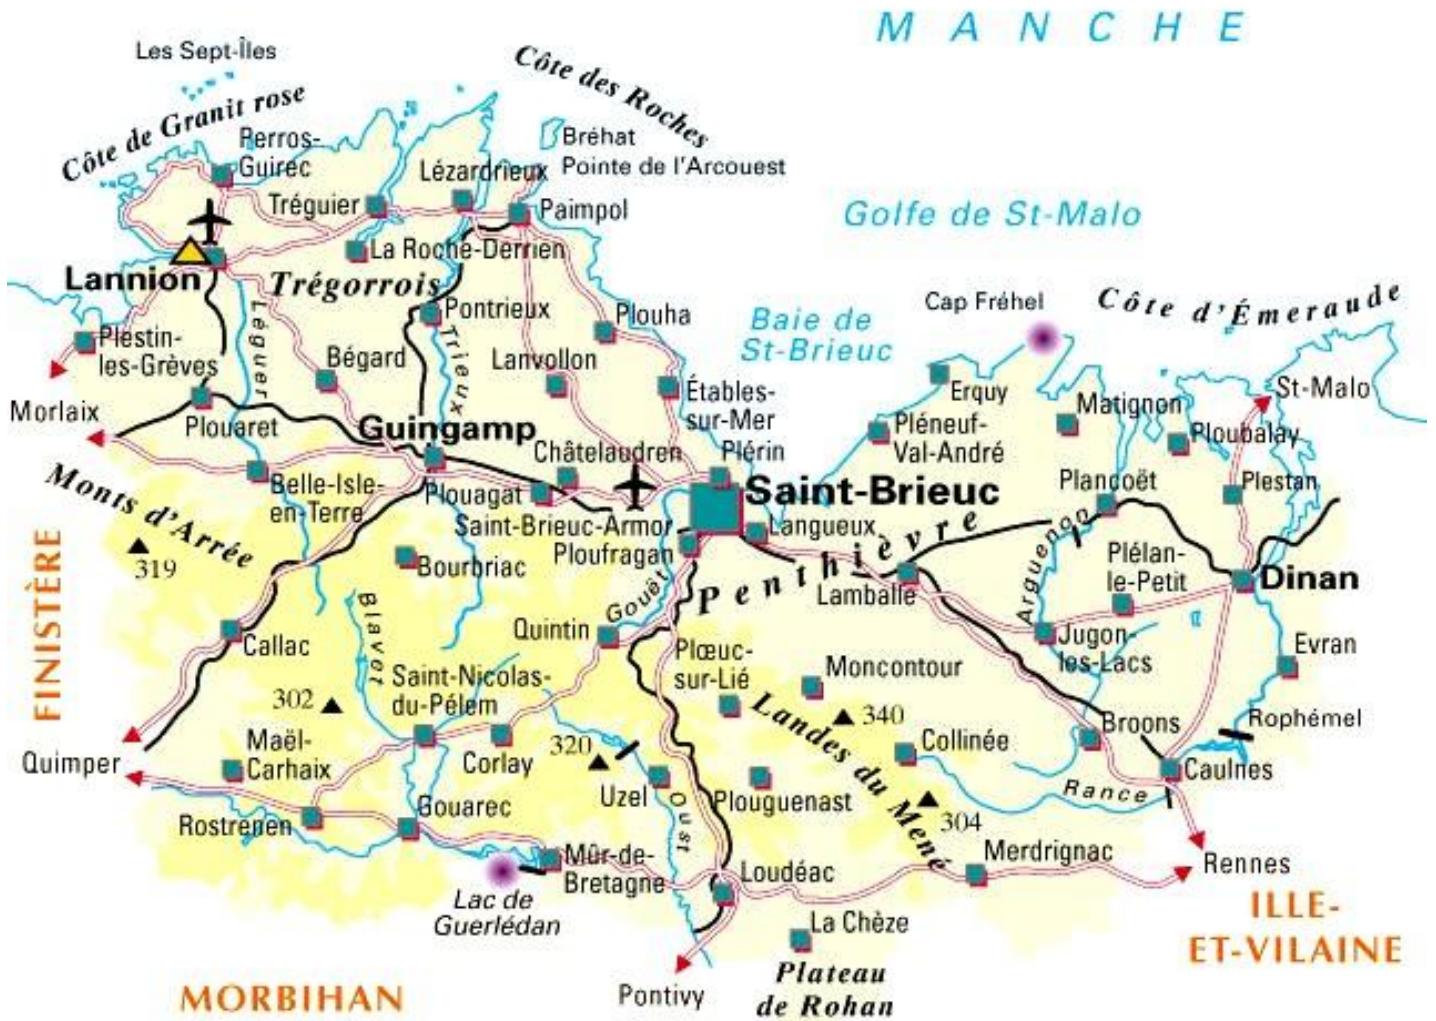 MANCHE
Les Sept-Îles
Côte des Roches
Côte de Granit rose
Perros-
Guirec
Bréhat
Pointe de l'Arcouest
Lézardrieux
Tréguier
Paimpol
Golfe de St-Malo
La Roche-Derrien
Lannion
Trégorrois
Léguer
Pontrieux
Trieux
Plouha
Baie de
St-Brieuc
Cap Fréhel
Côte d'Émeraude
Plestin-
les-Grèves
Bégard
Lanvollon
Étables-
sur-Mer
Erquy
Matignon
St-Malo
Morlaix
Plouaret
Guingamp
Châtelaudren
Plérin
Pléneuf-
Val-André
Ploubalay
Monts d'Arrée
Belle-Isle-
en-Terre
Plouagat
Saint-Brieuc
Plancoët
Plestan
Saint-Brieuc-Armor
Langueux
Ploufragan
Penthièvre
Arguenon
319
Bourbriac
Lamballe
Plélan-
le-Petit
Dinan
FINISTÈRE
Blavet
Gouët
Callac
Quintin
Plœuc-
sur-Lié
Moncontour
Jugon-
les-Lacs
Evran
Saint-Nicolas-
du-Pélem
302
Landes du Mené
340
Broons
Rophémel
Quimper
Maël-
Carhaix
Corlay
320
Collinée
Caulnes
Rostrenen
Gouarec
Uzel
Oust
Plouguenast
304
Rance
Mûr-de-
Bretagne
Loudéac
Merdrignac
Rennes
Lac de
Guerlédan
La Chèze
ILLE-
ET-VILAINE
MORBIHAN
Pontivy
Plateau
de Rohan